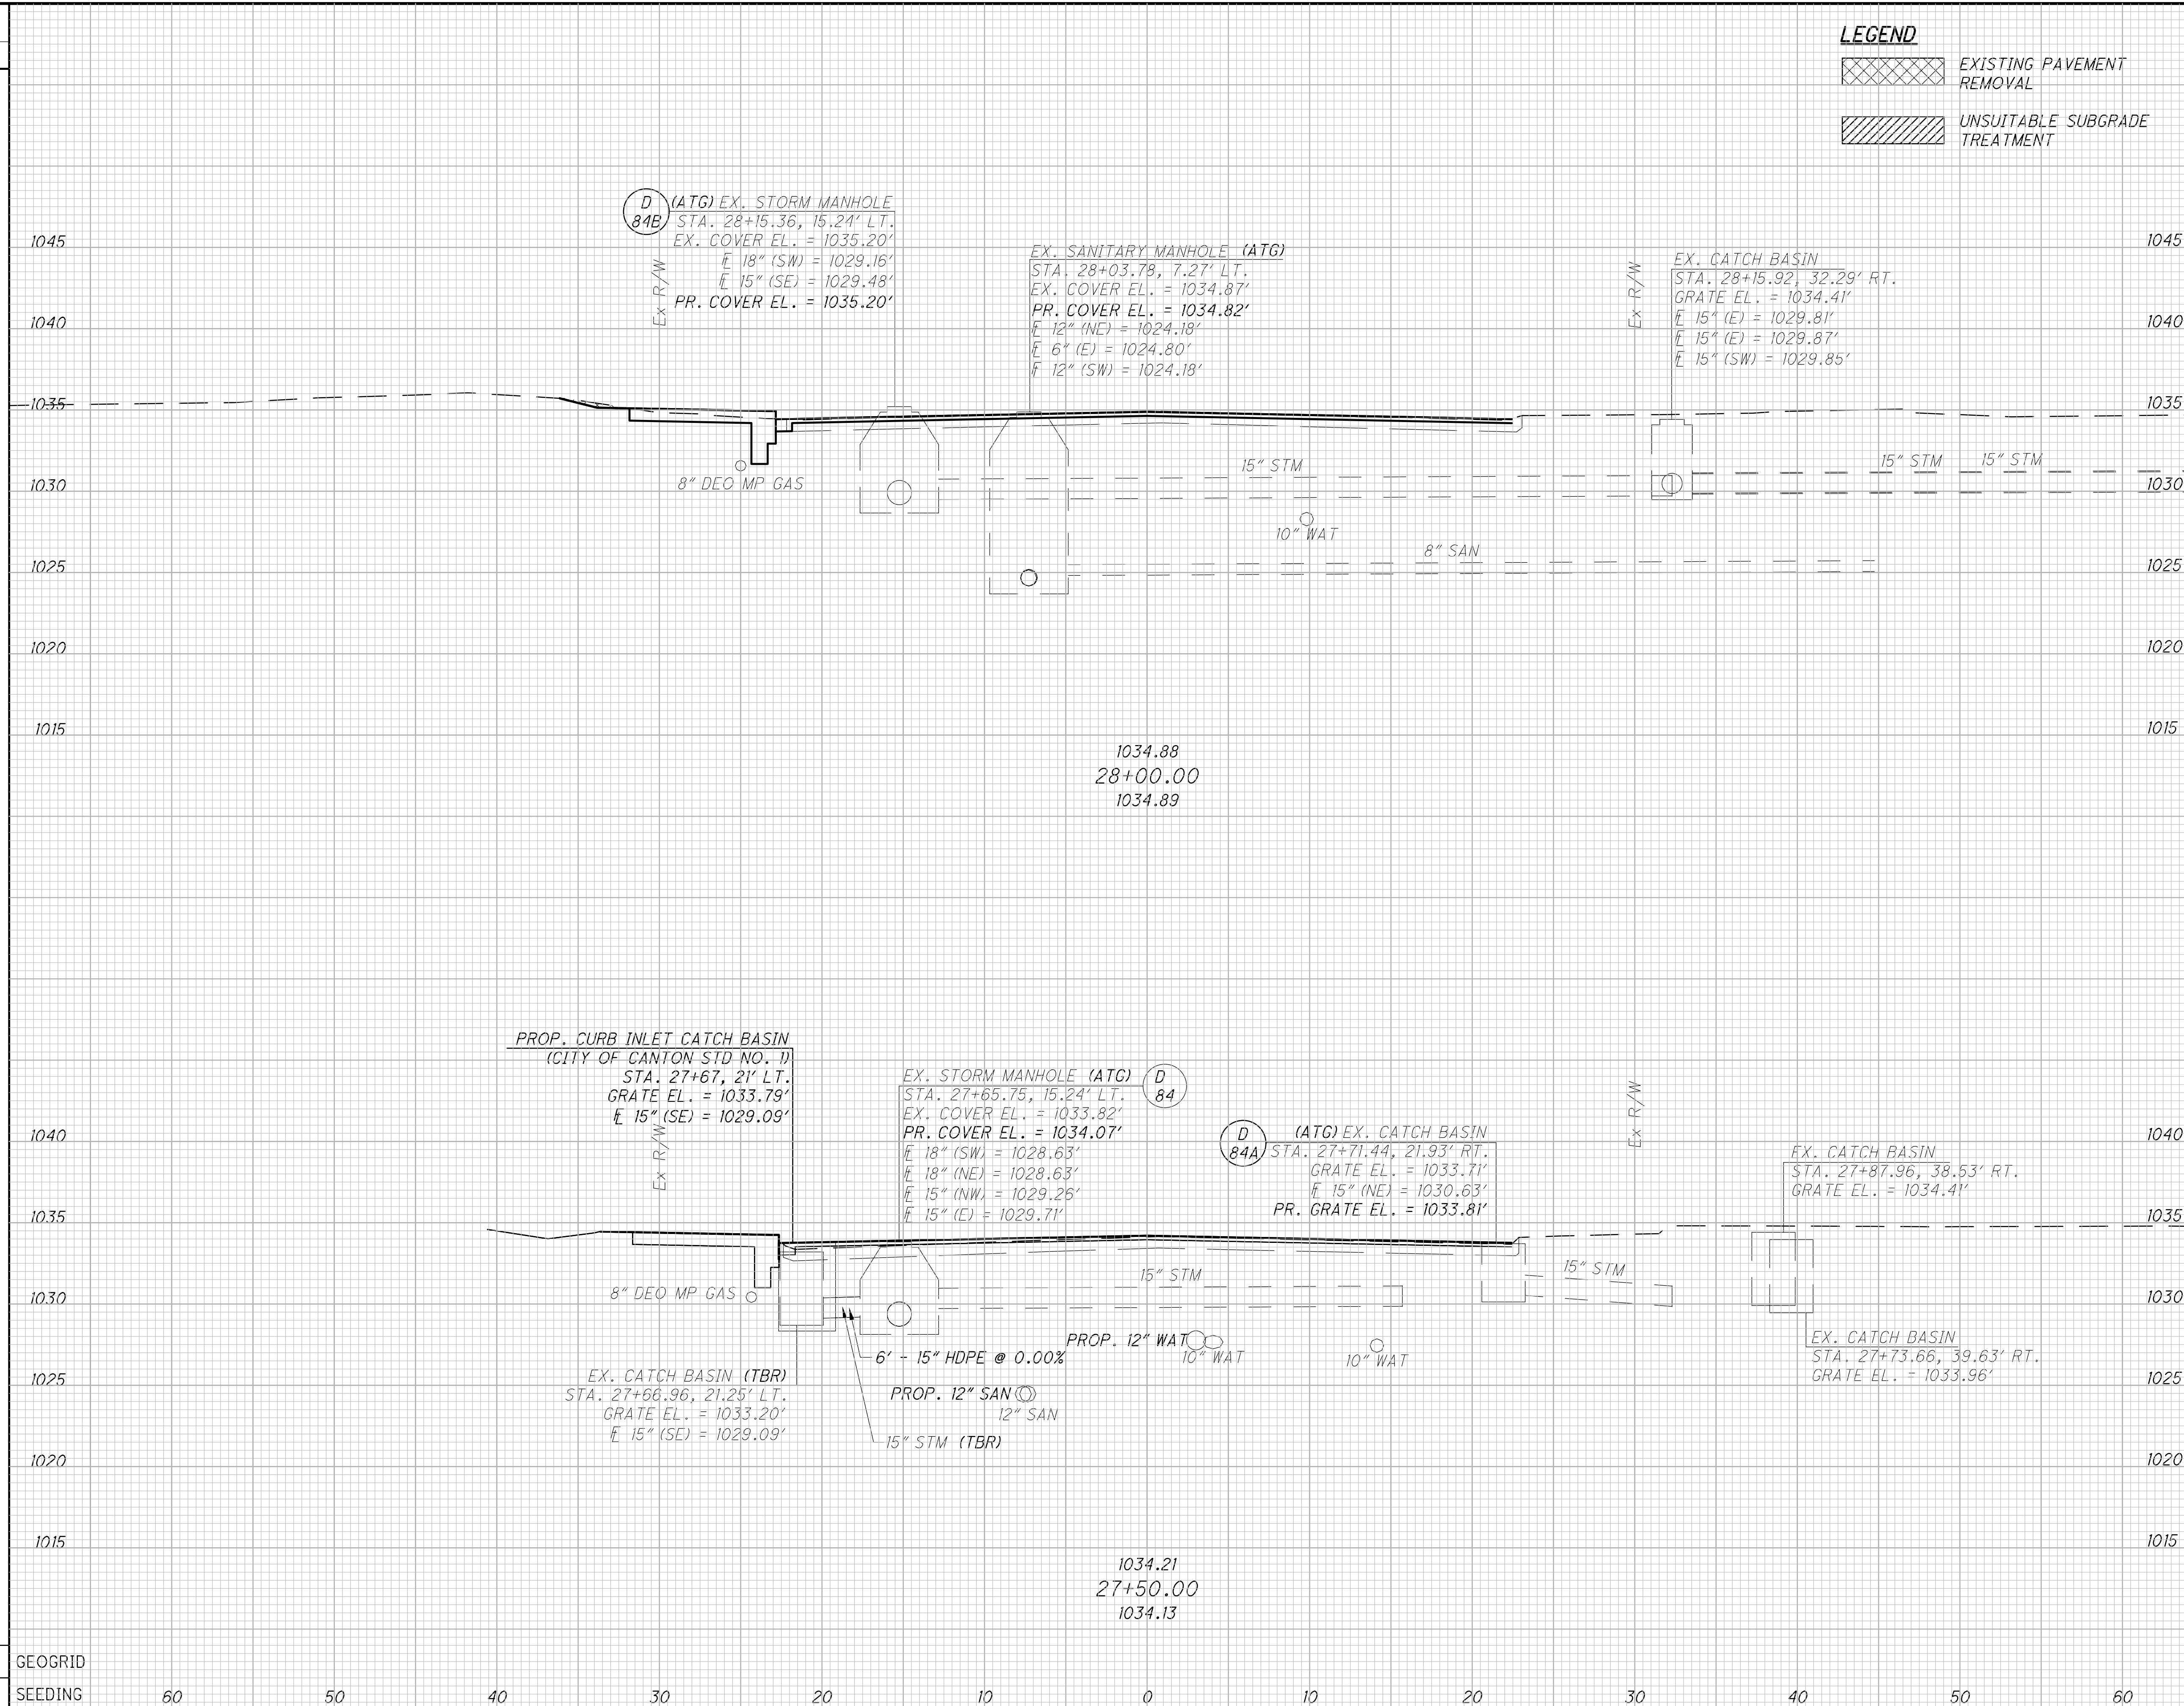 LEGEND
EXISTING PAVEMENT
REMOVAL
UNSUITABLE SUBGRADE
TREATMENT
D
84B
(ATG) EX. STORM MANHOLE
STA. 28+15.36, 15.24' LT.
EX. COVER EL. = 1035.20'
18" (SW) = 1029.16'
15" (SE) = 1029.48'
PR. COVER EL. = 1035.20'
Ex R/W
EX. SANITARY MANHOLE (ATG)
STA. 28+03.78, 7.27' LT.
EX. COVER EL. = 1034.87'
PR. COVER EL. = 1034.82'
12" (NE) = 1024.18'
6" (E) = 1024.80'
12" (SW) = 1024.18'
Ex R/W
EX. CATCH BASIN
STA. 28+15.92, 32.29' RT.
GRATE EL. = 1034.41'
15" (E) = 1029.81'
15" (E) = 1029.87'
15" (SW) = 1029.85'
1045 1045
1040 1040
1035 1035
15" STM 15" STM 15" STM
8" DEO MP GAS
1030 1030
10" WAT
8" SAN
1025 1025
1020 1020
1015 1015
1034.88
28+00.00
1034.89
PROP. CURB INLET CATCH BASIN
(CITY OF CANTON STD NO. 1)
STA. 27+67, 21' LT.
GRATE EL. = 1033.79'
15" (SE) = 1029.09'
Ex R/W
EX. STORM MANHOLE (ATG)
D
84
STA. 27+65.75, 15.24' LT.
EX. COVER EL. = 1033.82'
PR. COVER EL. = 1034.07'
18" (SW) = 1028.63'
18" (NE) = 1028.63'
15" (NW) = 1029.26'
15" (E) = 1029.71'
D
84A
(ATG) EX. CATCH BASIN
STA. 27+71.44, 21.93' RT.
GRATE EL. = 1033.71'
15" (NE) = 1030.63'
PR. GRATE EL. = 1033.81'
Ex R/W
EX. CATCH BASIN
STA. 27+87.96, 38.53' RT.
GRATE EL. = 1034.41'
1040 1040
1035 1035
15" STM 15" STM
8" DEO MP GAS
1030 1030
PROP. 12" WAT
10" WAT 10" WAT
6' - 15" HDPE @ 0.00%
EX. CATCH BASIN
STA. 27+73.66, 39.63' RT.
GRATE EL. = 1033.96'
EX. CATCH BASIN (TBR)
STA. 27+66.96, 21.25' LT.
GRATE EL. = 1033.20'
15" (SE) = 1029.09'
1025 1025
PROP. 12" SAN
12" SAN
15" STM (TBR)
1020 1020
1015 1015
1034.21
27+50.00
1034.13
GEOGRID
SEEDING
60 50 40 30 20 10 0 10 20 30 40 50 60